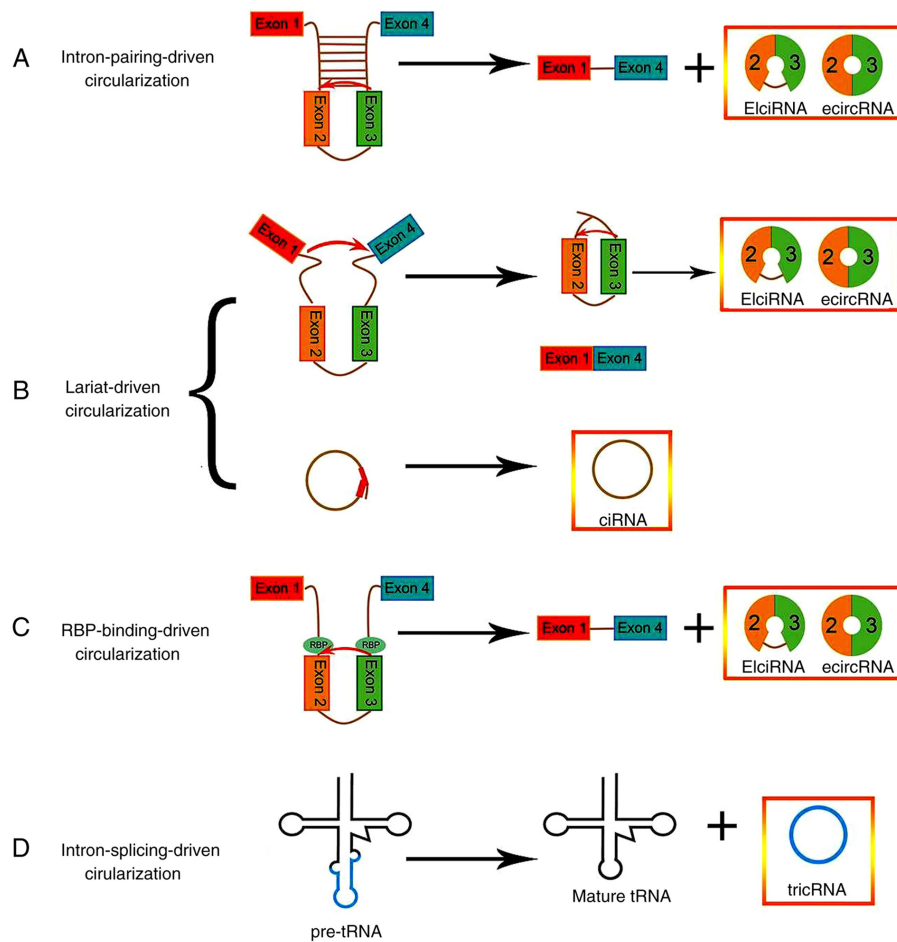 Exon 1
Exon 4
A
Intron-pairing-driven
circularization
Exon 2
Exon 3
Exon 1
Exon 4
+
2
3
2
3
ElciRNA
ecircRNA
B
Lariat-driven
circularization
Exon 1
Exon 4
Exon 2
Exon 3
Exon 2
Exon 3
2
3
2
3
ElciRNA
ecircRNA
Exon 1
Exon 4
ciRNA
C
RBP-binding-driven
circularization
Exon 1
Exon 4
RBP
RBP
Exon 2
Exon 3
Exon 1
Exon 4
+
2
3
2
3
ElciRNA
ecircRNA
D
Intron-splicing-driven
cirularization
pre-tRNA
Mature tRNA
+
tricRNA